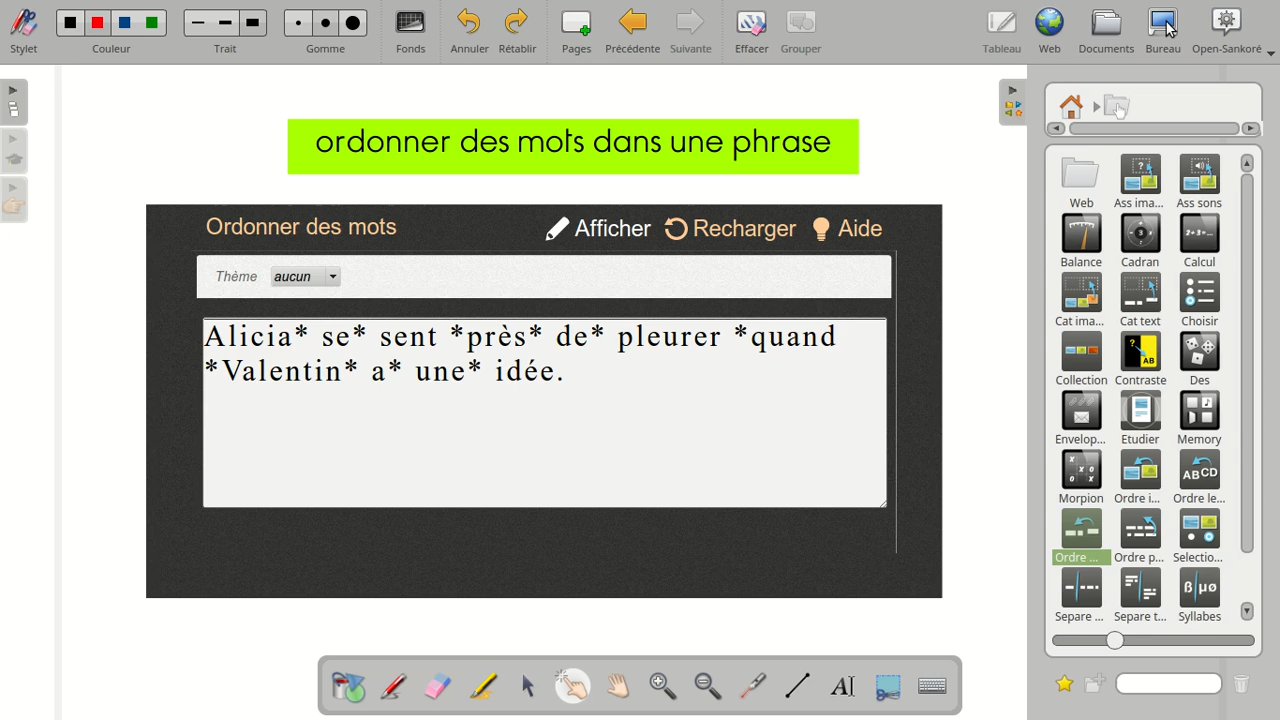 Stylet Couleur Trait Gomme Fonds Annuler Rétablir Pages Précédente Suivante Effacer Grouper Tableau Web Documents Bureau Open-Sankoré
ordonner des mots dans une phrase
Ordonner des mots Afficher Recharger Aide
Thème aucun
Alicia* se* sent *près* de* pleurer *quand
*Valentin* a* une* idée.
Web Ass ima... Ass sons
Balance Cadran Calcul
Cat ima... Cat text Choisir
Collection Contraste Des
Envelop... Etudier Memory
Morpion Ordre i... Ordre le...
Ordre ... Ordre p... Selectio...
Separe ... Separe t... Syllabes